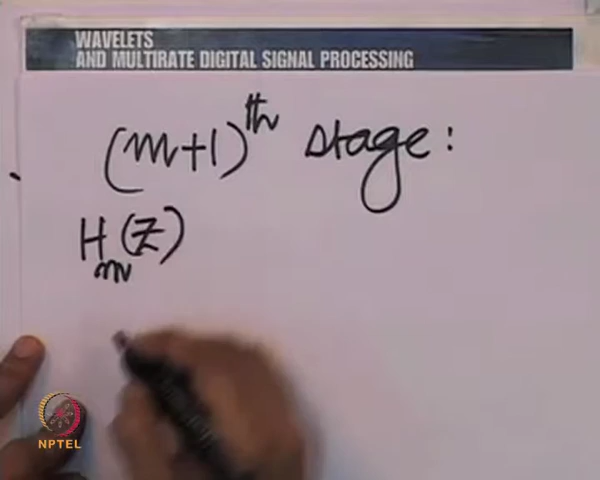 WAVELETS
AND MULTIRATE DIGITAL SIGNAL PROCESSING
(m+1)th stage:
Hm(Z)
NPTEL